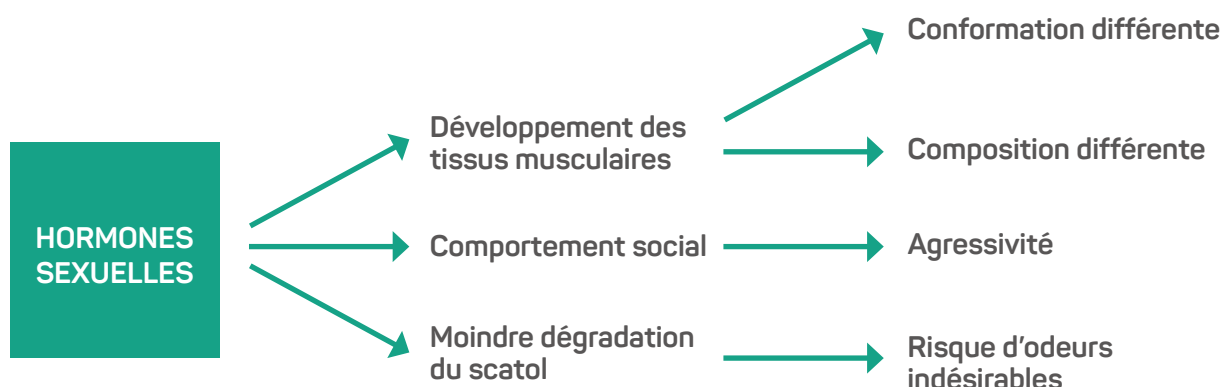 HORMONES
SEXUELLES
Développement des
tissus musculaires
Conformation différente
Composition différente
Comportement social
Agressivité
Moindre dégradation
du scatol
Risque d'odeurs
indésirables